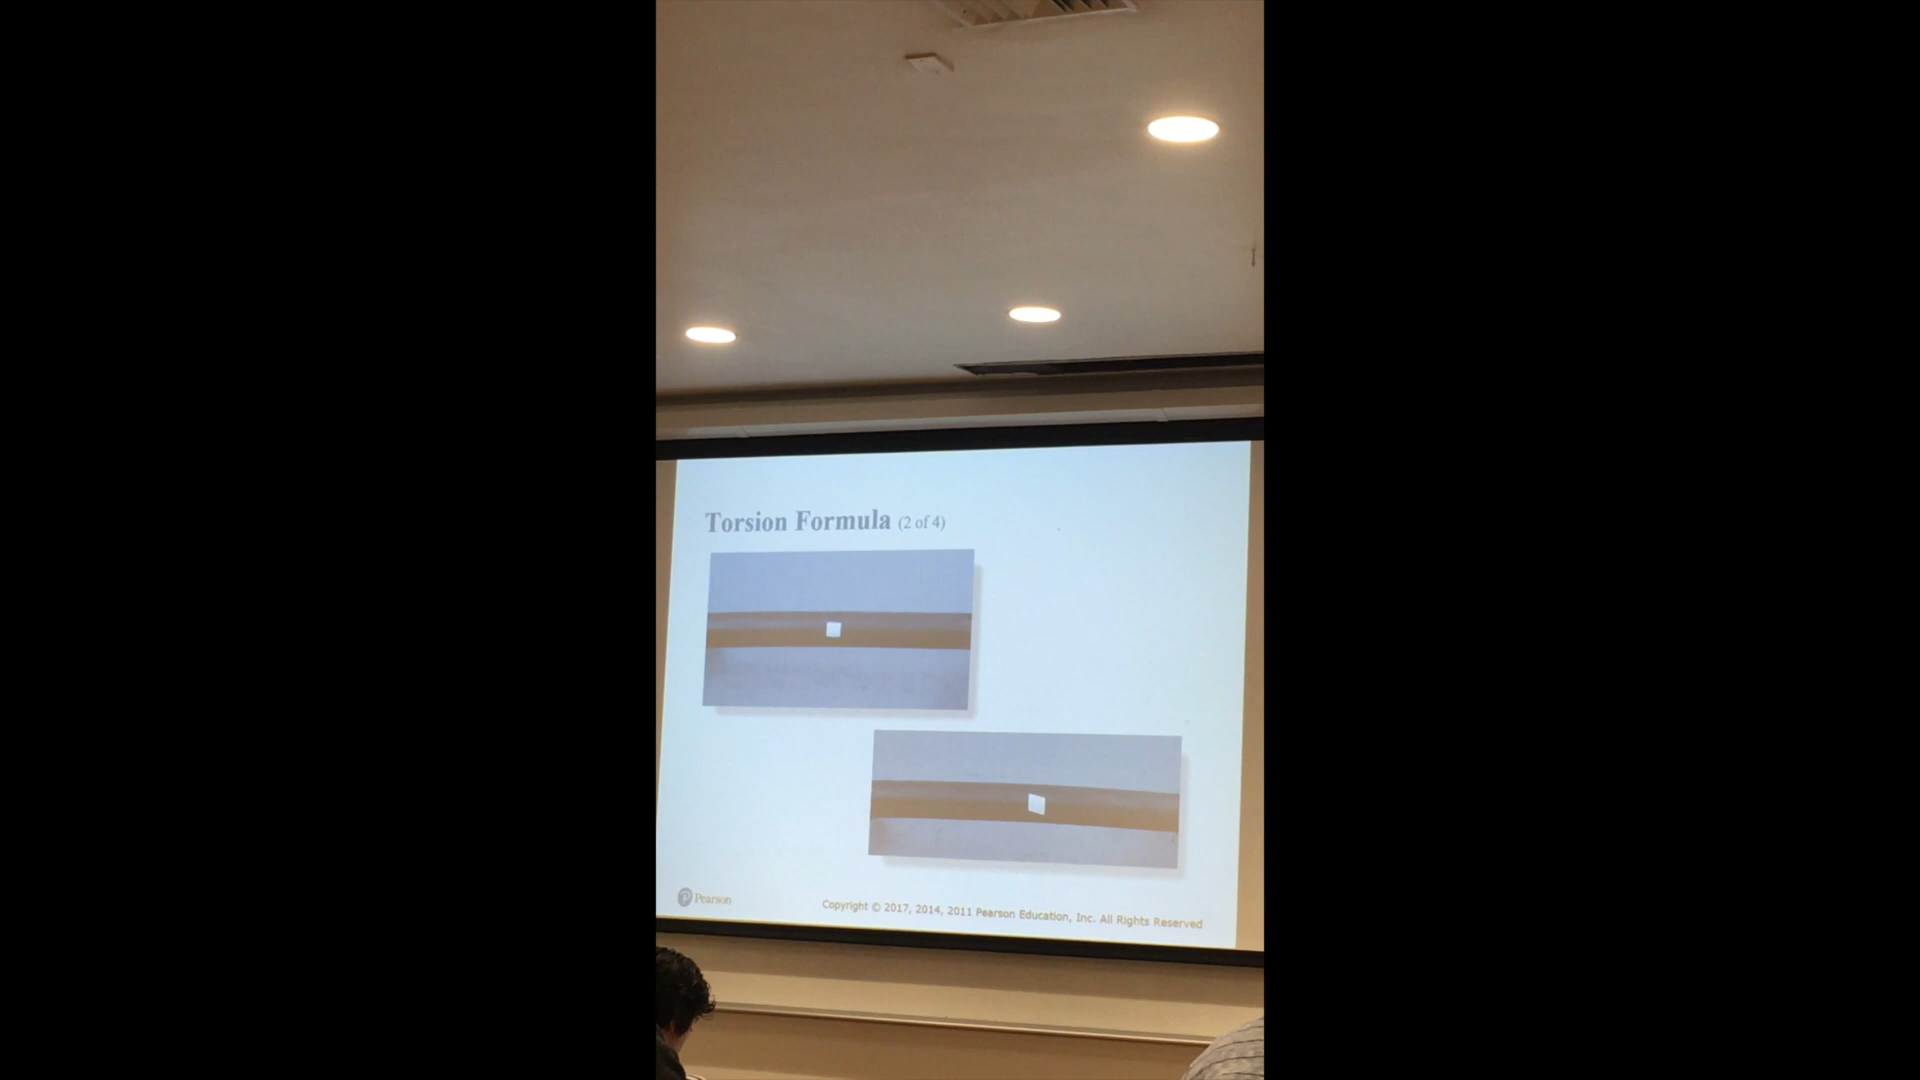 Torsion Formula (2 of 4)
Pearson
Copyright © 2017, 2014, 2011 Pearson Education, Inc. All Rights Reserved